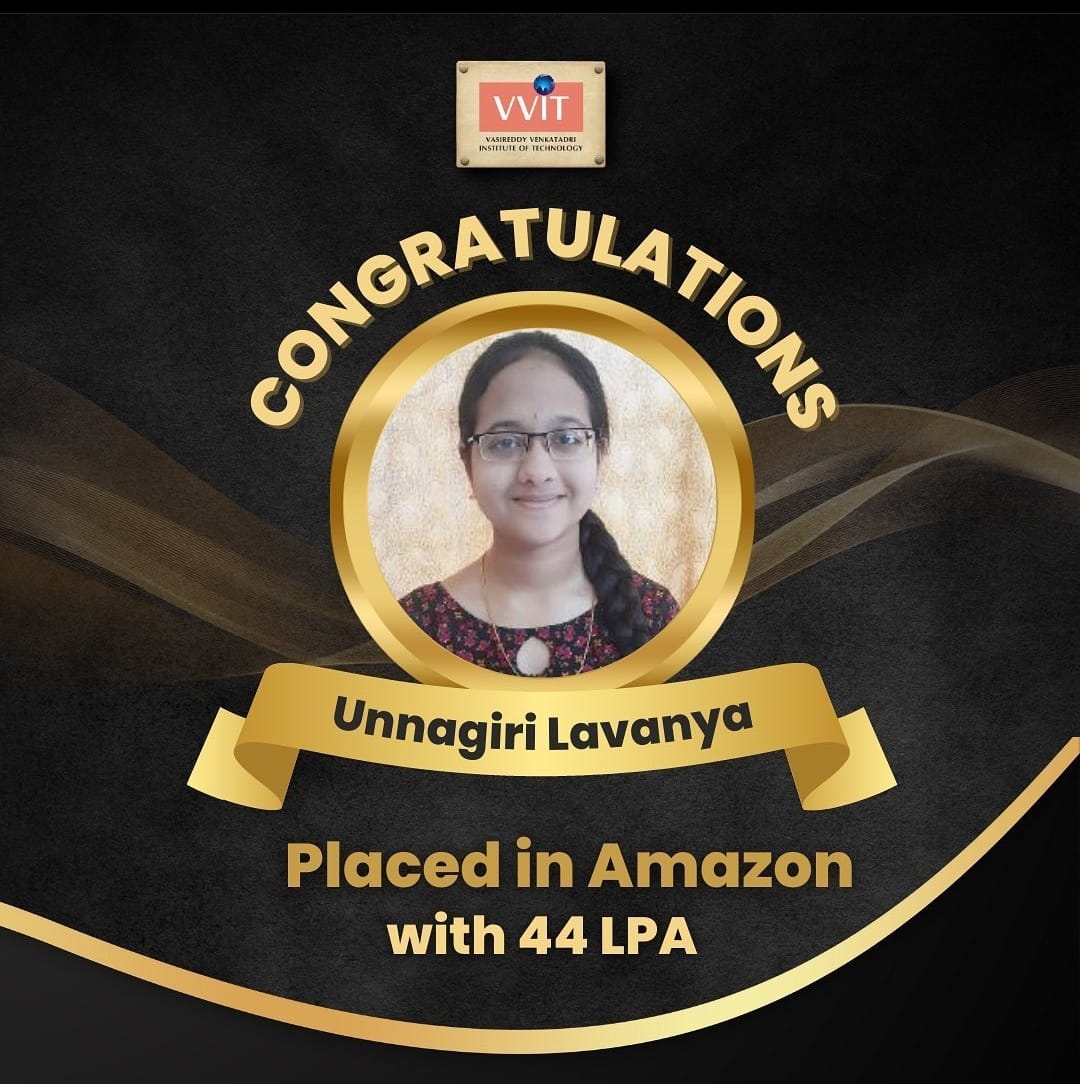 VVIT
VASIREDDY VENKATADRI
INSTITUTE OF TECHNOLOGY
CONGRATULATIONS
Unnagiri Lavanya
Placed in Amazon
with 44 LPA